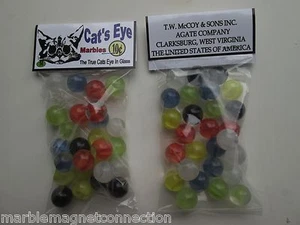 Cat's Eye
Marbles 10¢
The True Cats Eye in Glass
T.W. McCOY & SONS INC.
AGATE COMPANY
CLARKSBURG, WEST VIRGINIA
THE UNITED STATES OF AMERICA
marblemagnetconnection